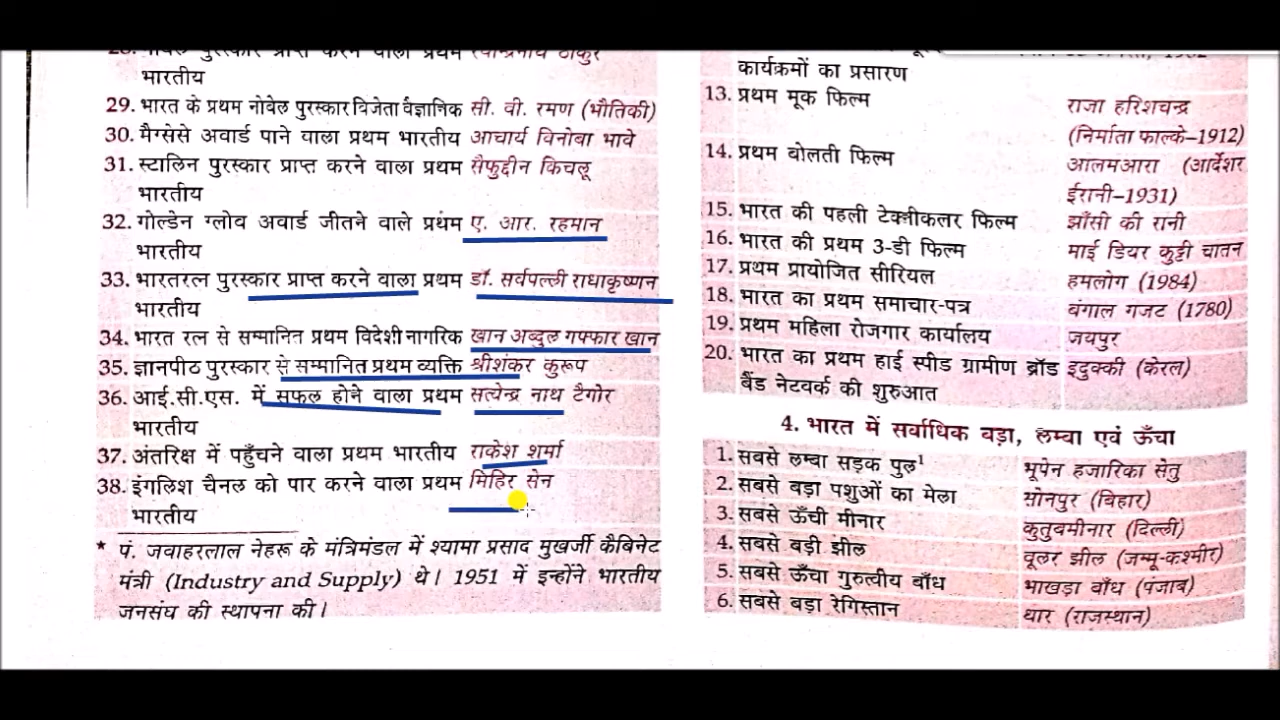 28. नोबेल पुरस्कार प्राप्त करने वाला प्रथम रवीन्द्रनाथ ठाकुर
भारतीय
29. भारत के प्रथम नोबेल पुरस्कार विजेता वैज्ञानिक सी. वी. रमण (भौतिकी)
30. मैग्सेसे अवार्ड पाने वाला प्रथम भारतीय आचार्य विनोबा भावे
31. स्टालिन पुरस्कार प्राप्त करने वाला प्रथम सैफुद्दीन किचलू
भारतीय
32. गोल्डेन ग्लोव अवार्ड जीतने वाले प्रथम ए. आर. रहमान
भारतीय
33. भारतरत्न पुरस्कार प्राप्त करने वाला प्रथम डॉ. सर्वपल्ली राधाकृष्णन
भारतीय
34. भारत रत्न से सम्मानित प्रथम विदेशी नागरिक खान अब्दुल गफ्फार खान
35. ज्ञानपीठ पुरस्कार से सम्मानित प्रथम व्यक्ति श्रीशंकर कुरूप
36. आई.सी.एस. में सफल होने वाला प्रथम सत्येन्द्र नाथ टैगोर
भारतीय
37. अंतरिक्ष में पहुँचने वाला प्रथम भारतीय राकेश शर्मा
38. इंगलिश चैनल को पार करने वाला प्रथम मिहिर सेन
भारतीय
* पं. जवाहरलाल नेहरू के मंत्रिमंडल में श्यामा प्रसाद मुखर्जी कैबिनेट
मंत्री (Industry and Supply) थे। 1951 में इन्होंने भारतीय
जनसंघ की स्थापना की।
कार्यक्रमों का प्रसारण
13. प्रथम मूक फिल्म राजा हरिशचन्द्र
(निर्माता फाल्के–1912)
14. प्रथम बोलती फिल्म आलमआरा (आर्देशर
ईरानी–1931)
15. भारत की पहली टेक्नीकलर फिल्म झाँसी की रानी
16. भारत की प्रथम 3-डी फिल्म माई डियर कुट्टी चातन
17. प्रथम प्रायोजित सीरियल हमलोग (1984)
18. भारत का प्रथम समाचार-पत्र बंगाल गजट (1780)
19. प्रथम महिला रोजगार कार्यालय जयपुर
20. भारत का प्रथम हाई स्पीड ग्रामीण ब्रॉड इदुक्की (केरल)
बैंड नेटवर्क की शुरुआत
4. भारत में सर्वाधिक बड़ा, लम्बा एवं ऊँचा
1. सबसे लम्बा सड़क पुल¹ भूपेन हजारिका सेतु
2. सबसे बड़ा पशुओं का मेला सोनपुर (बिहार)
3. सबसे ऊँची मीनार कुतुबमीनार (दिल्ली)
4. सबसे बड़ी झील वूलर झील (जम्मू-कश्मीर)
5. सबसे ऊँचा गुरुत्वीय बाँध भाखड़ा बाँध (पंजाब)
6. सबसे बड़ा रेगिस्तान थार (राजस्थान)